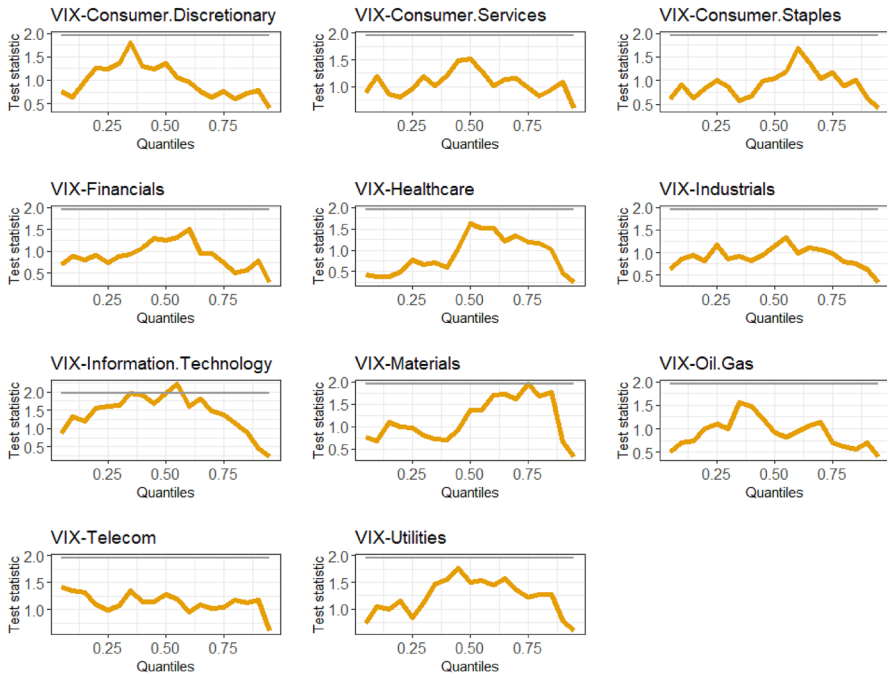 VIX-Consumer.Discretionary
2.0
1.5
1.0
0.5
Test statistic
0.25 0.50 0.75
Quantiles
VIX-Consumer.Services
2.0
1.5
1.0
Test statistic
0.25 0.50 0.75
Quantiles
VIX-Consumer.Staples
2.0
1.5
1.0
0.5
Test statistic
0.25 0.50 0.75
Quantiles
VIX-Financials
2.0
1.5
1.0
0.5
Test statistic
0.25 0.50 0.75
Quantiles
VIX-Healthcare
2.0
1.5
1.0
0.5
Test statistic
0.25 0.50 0.75
Quantiles
VIX-Industrials
2.0
1.5
1.0
0.5
Test statistic
0.25 0.50 0.75
Quantiles
VIX-Information.Technology
2.0
1.5
1.0
0.5
Test statistic
0.25 0.50 0.75
Quantiles
VIX-Materials
2.0
1.5
1.0
0.5
Test statistic
0.25 0.50 0.75
Quantiles
VIX-Oil.Gas
2.0
1.5
1.0
0.5
Test statistic
0.25 0.50 0.75
Quantiles
VIX-Telecom
2.0
1.5
1.0
Test statistic
0.25 0.50 0.75
Quantiles
VIX-Utilities
2.0
1.5
1.0
Test statistic
0.25 0.50 0.75
Quantiles